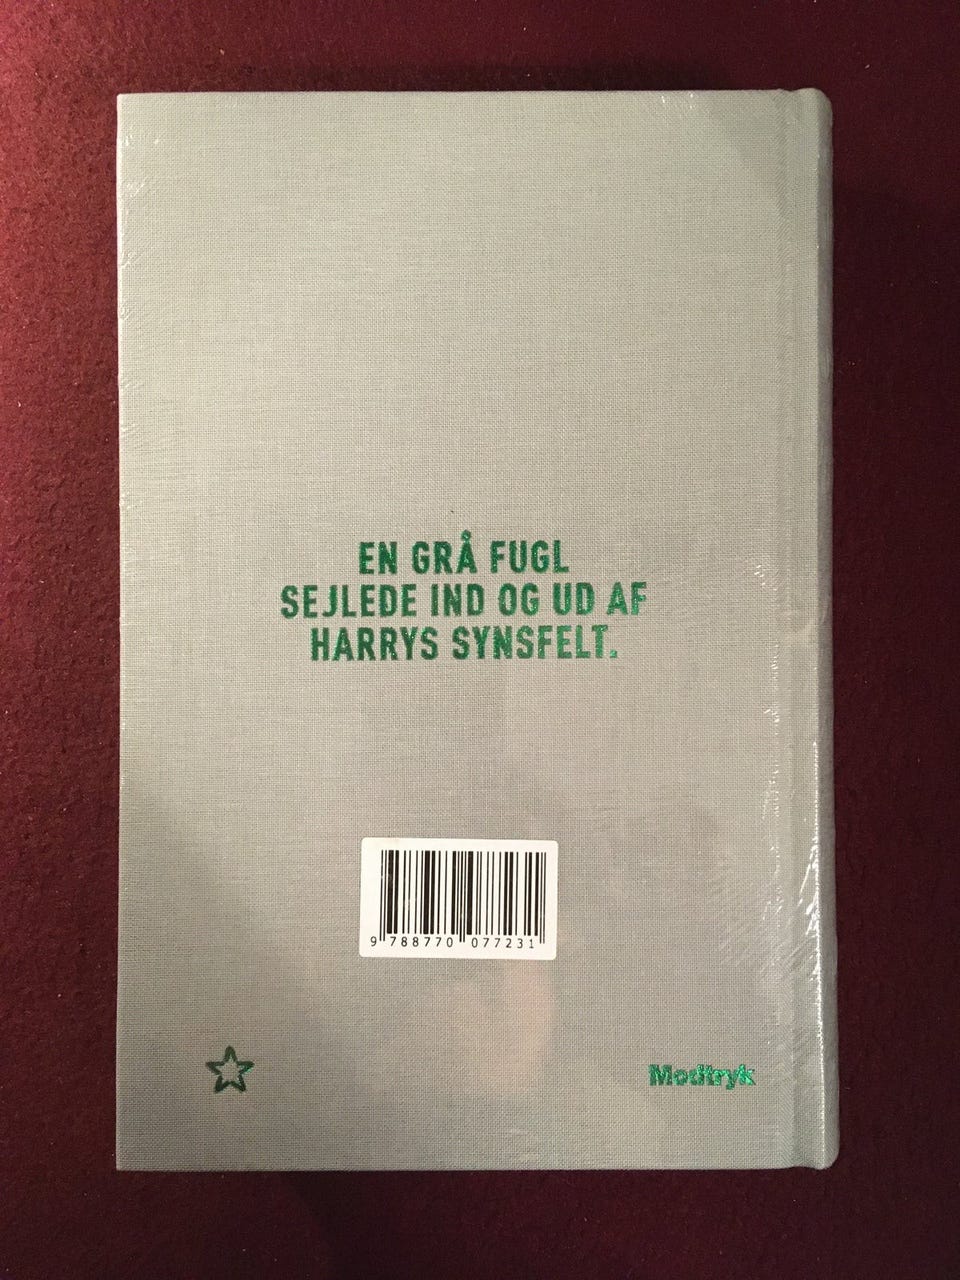 EN GRÅ FUGL
SEJLEDE IND OG UD AF
HARRYS SYNSFELT.
9 788770 077231
Modtryk